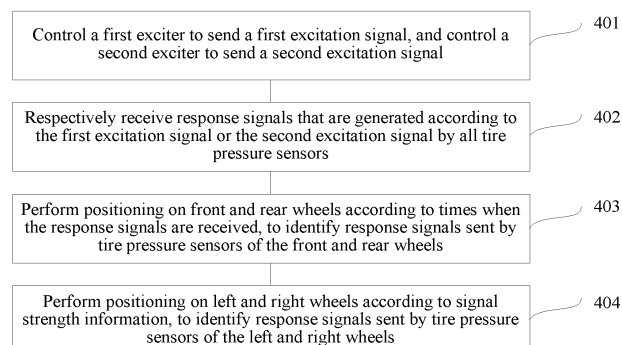 Control a first exciter to send a first excitation signal, and control a
second exciter to send a second excitation signal
401
Respectively receive response signals that are generated according to
the first excitation signal or the second excitation signal by all tire
pressure sensors
402
Perform positioning on front and rear wheels according to times when
the response signals are received, to identify response signals sent by
tire pressure sensors of the front and rear wheels
403
Perform positioning on left and right wheels according to signal
strength information, to identify response signals sent by tire pressure
sensors of the left and right wheels
404